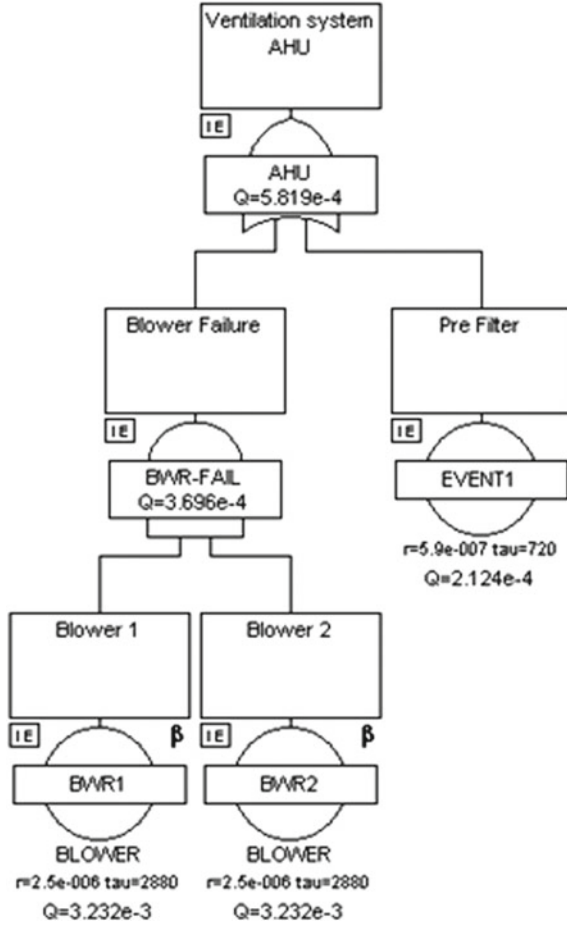 Ventilation system
AHU
IE
AHU
Q=5.819e-4
Blower Failure
Pre Filter
IE
IE
BWR-FAIL
Q=3.696e-4
EVENT1
r=5.9e-007 tau=720
Q=2.124e-4
Blower 1
Blower 2
IE
β
IE
β
BWR1
BWR2
BLOWER
BLOWER
r=2.5e-006 tau=2880
r=2.5e-006 tau=2880
Q=3.232e-3
Q=3.232e-3